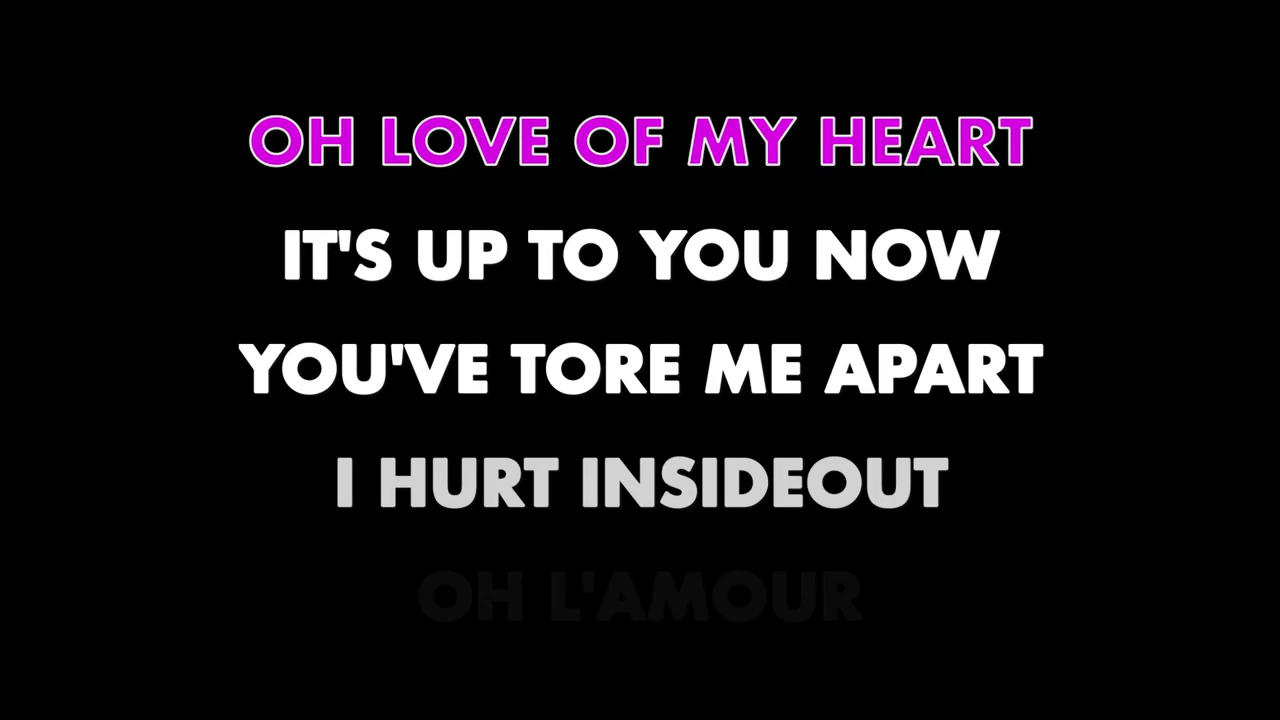 OH LOVE OF MY HEART
IT'S UP TO YOU NOW
YOU'VE TORE ME APART
I HURT INSIDEOUT
OH L'AMOUR